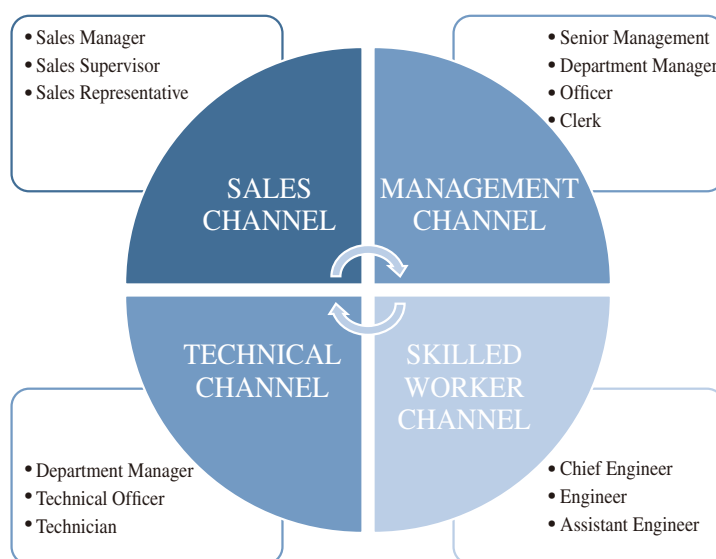 • Sales Manager
• Sales Supervisor
• Sales Representative
• Senior Management
• Department Manager
• Officer
• Clerk
SALES
CHANNEL
MANAGEMENT
CHANNEL
TECHNICAL
CHANNEL
SKILLED
WORKER
CHANNEL
• Department Manager
• Technical Officer
• Technician
• Chief Engineer
• Engineer
• Assistant Engineer